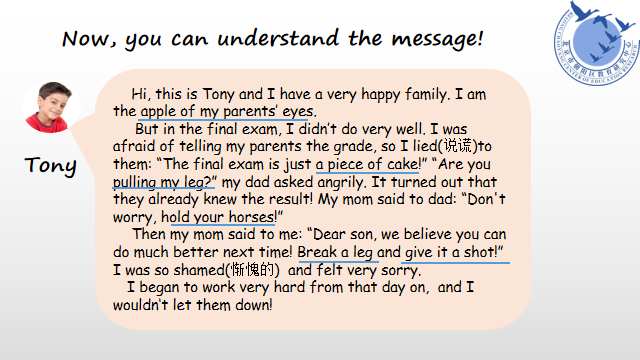 Now, you can understand the message!
Hi, this is Tony and I have a very happy family. I am
the apple of my parents' eyes.
But in the final exam, I didn't do very well. I was
afraid of telling my parents the grade, so I lied(说谎)to
them: “The final exam is just a piece of cake!” “Are you
pulling my leg?” my dad asked angrily. It turned out that
they already knew the result! My mom said to dad: “Don't
worry, hold your horses!”
Then my mom said to me: “Dear son, we believe you can
do much better next time! Break a leg and give it a shot!”
I was so shamed(惭愧的) and felt very sorry.
I began to work very hard from that day on, and I
wouldn't let them down!
Tony